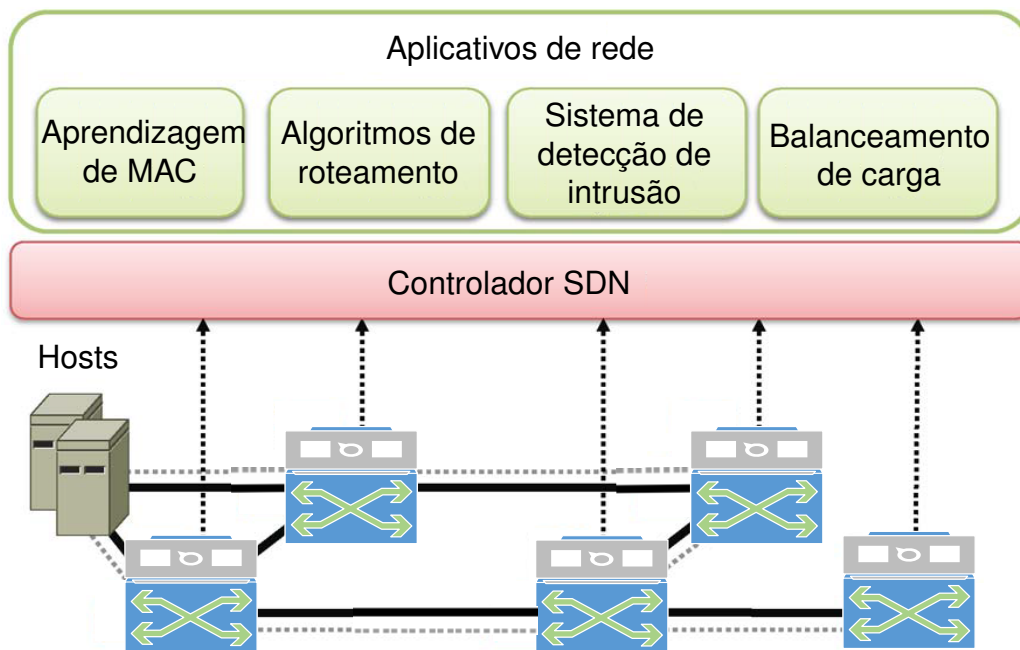 Aplicativos de rede
Aprendizagem
de MAC
Algoritmos de
roteamento
Sistema de
detecção de
intrusão
Balanceamento
de carga
Controlador SDN
Hosts